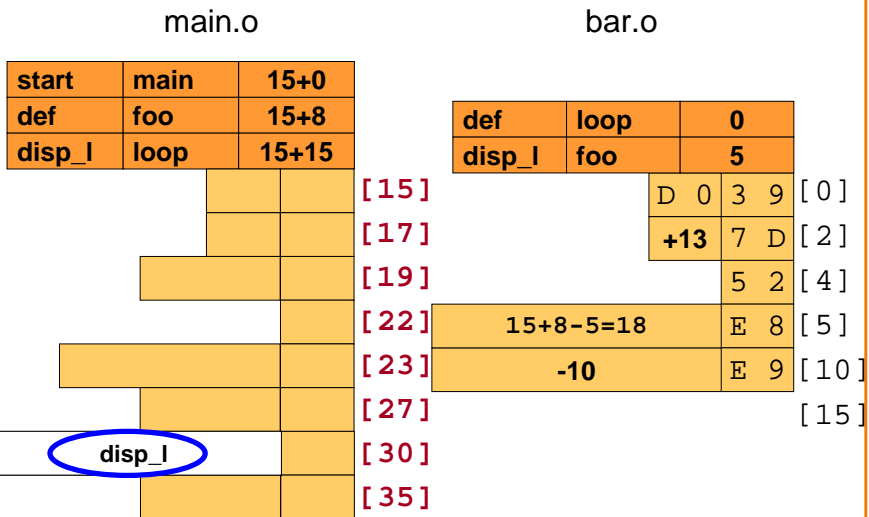 main.o
start main 15+0
def foo 15+8
disp_l loop 15+15
[15]
[17]
[19]
[22]
[23]
[27]
disp_l [30]
[35]
bar.o
def loop 0
disp_l foo 5
D 0 3 9 [0]
+13 7 D [2]
5 2 [4]
15+8-5=18 E 8 [5]
-10 E 9 [10]
[15]